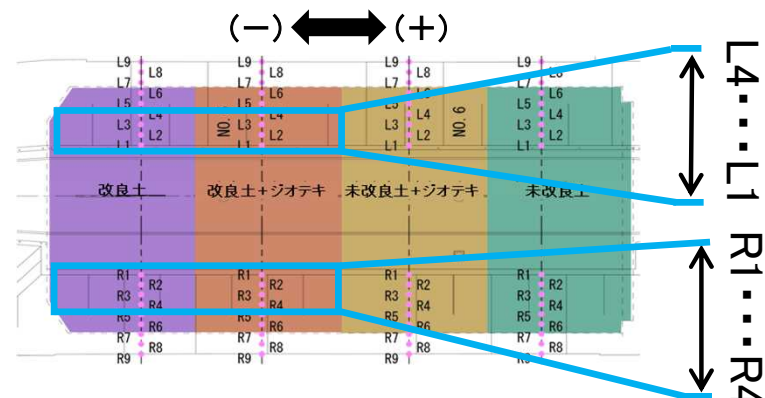 (－) (＋)
L9 L9 L9 L9
L8 L8 L8 L8
L7 L7 L7 L7
L6 L6 L6 L6
L5 L5 L5 L5
L4 L4 L4 L4
L3 L3 L3 L3
L2 L2 L2 L2
L1 L1 L1 L1
NO. NO. 6
改良土 改良土+ジオテキ 未改良土+ジオテキ 未改良土
R1 R1 R1 R1
R2 R2 R2 R2
R3 R3 R3 R3
R4 R4 R4 R4
R5 R5 R5 R5
R6 R6 R6 R6
R7 R7 R7 R7
R8 R8 R8 R8
R9 R9 R9 R9
L4・・・L1
R1・・・R4